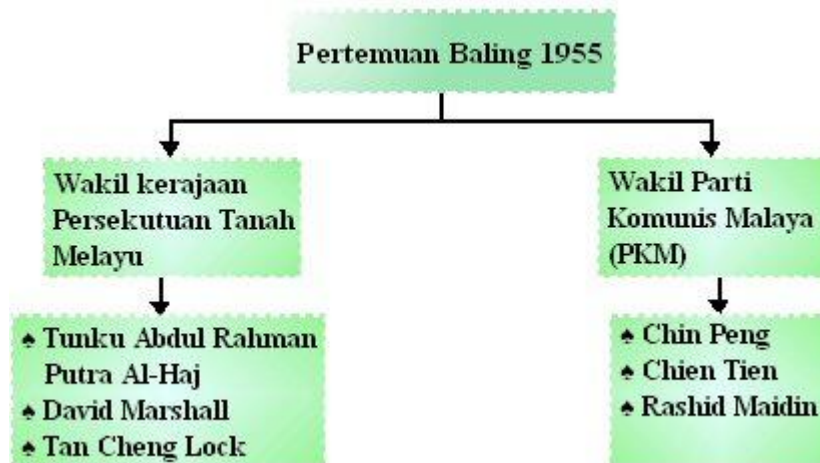 Pertemuan Baling 1955
Wakil kerajaan
Persekutuan Tanah
Melayu
Wakil Parti
Komunis Malaya
(PKM)
♠ Tunku Abdul Rahman
Putra Al-Haj
♠ David Marshall
♠ Tan Cheng Lock
♠ Chin Peng
♠ Chien Tien
♠ Rashid Maidin